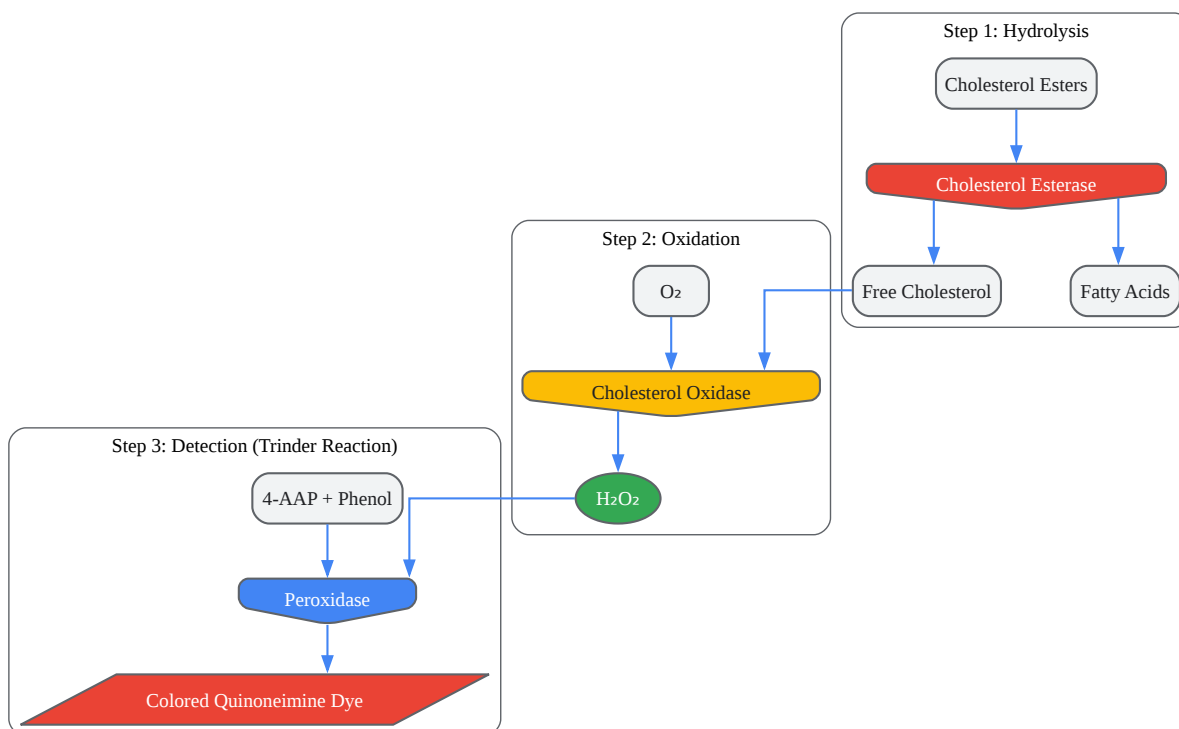 Step 1: Hydrolysis
Cholesterol Esters
Cholesterol Esterase
Free Cholesterol
Fatty Acids
Step 2: Oxidation
O₂
Cholesterol Oxidase
H₂O₂
Step 3: Detection (Trinder Reaction)
4-AAP + Phenol
Peroxidase
Colored Quinoneimine Dye